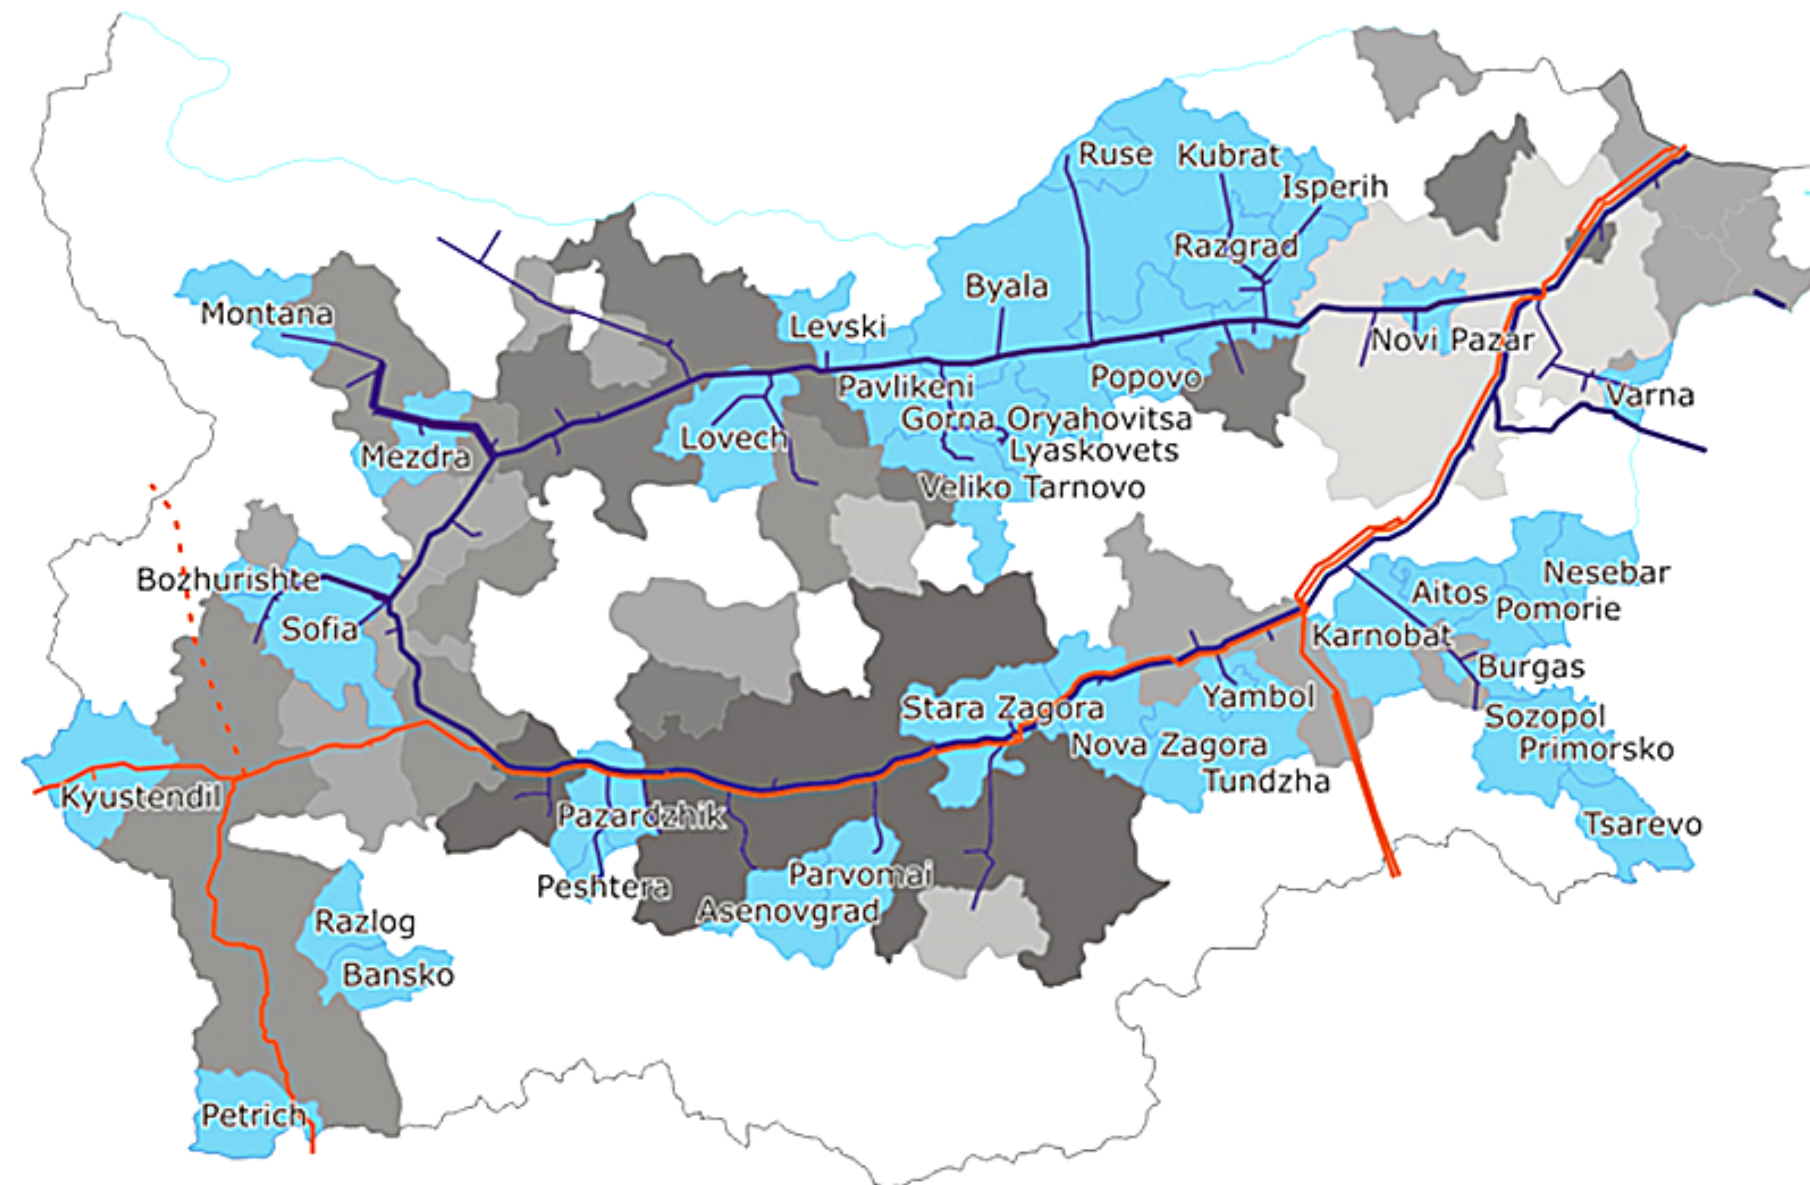 Ruse
Kubrat
Isperih
Razgrad
Byala
Montana
Levski
Novi Pazar
Pavlikeni
Popovo
Varna
Gorna Oryahovitsa
Lovech
Lyaskovets
Mezdra
Veliko Tarnovo
Bozhurishte
Nesebar
Aitos
Pomorie
Sofia
Karnobat
Burgas
Yambol
Stara Zagora
Sozopol
Nova Zagora
Primorsko
Tundzha
Kyustendil
Pazardzhik
Tsarevo
Parvomai
Peshtera
Asenovgrad
Razlog
Bansko
Petrich